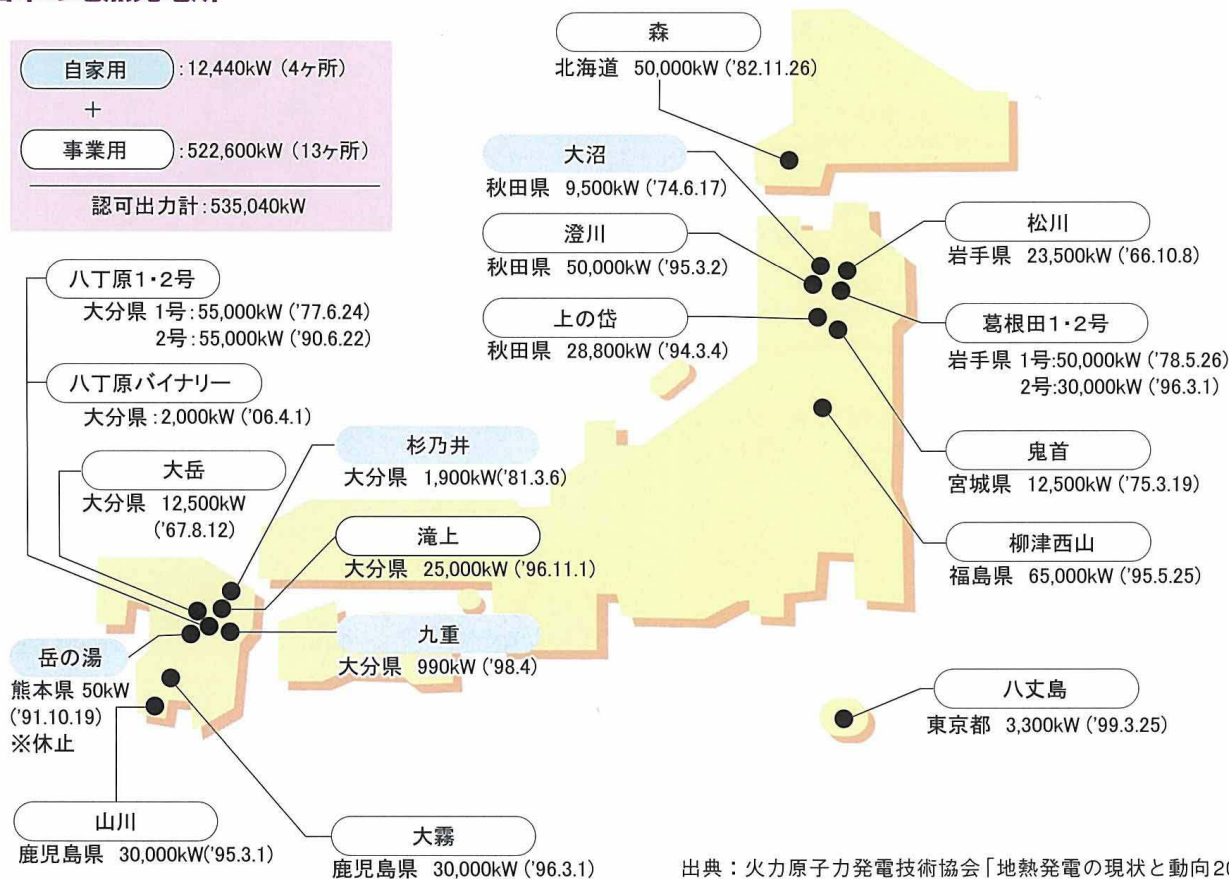 自家用 :12,440kW (4ヶ所)
+
事業用 :522,600kW (13ヶ所)
認可出力計:535,040kW
森
北海道 50,000kW ('82.11.26)
大沼
秋田県 9,500kW ('74.6.17)
澄川
秋田県 50,000kW ('95.3.2)
上の岱
秋田県 28,800kW ('94.3.4)
松川
岩手県 23,500kW ('66.10.8)
葛根田1・2号
岩手県 1号:50,000kW ('78.5.26)
2号:30,000kW ('96.3.1)
鬼首
宮城県 12,500kW ('75.3.19)
柳津西山
福島県 65,000kW ('95.5.25)
八丈島
東京都 3,300kW ('99.3.25)
八丁原1・2号
大分県 1号:55,000kW ('77.6.24)
2号:55,000kW ('90.6.22)
八丁原バイナリー
大分県:2,000kW ('06.4.1)
大岳
大分県 12,500kW
('67.8.12)
杉乃井
大分県 1,900kW('81.3.6)
滝上
大分県 25,000kW ('96.11.1)
九重
大分県 990kW ('98.4)
岳の湯
熊本県 50kW
('91.10.19)
※休止
山川
鹿児島県 30,000kW('95.3.1)
大霧
鹿児島県 30,000kW ('96.3.1)
出典:火力原子力発電技術協会「地熱発電の現状と動向2